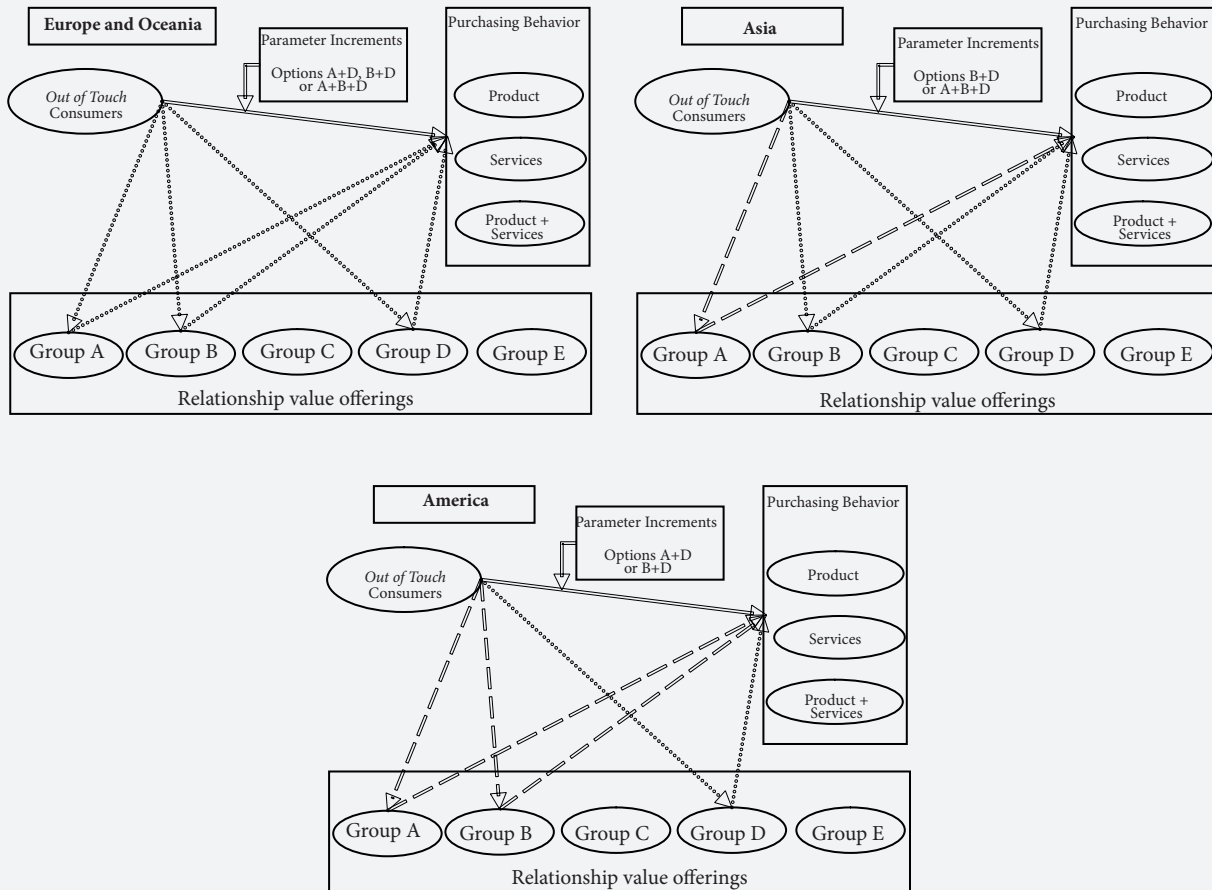 Europe and Oceania
Parameter Increments
Options A+D, B+D
or A+B+D
Purchasing Behavior
Out of Touch
Consumers
Product
Services
Product +
Services
Group A
Group B
Group C
Group D
Group E
Relationship value offerings
Asia
Parameter Increments
Options B+D
or A+B+D
Purchasing Behavior
Out of Touch
Consumers
Product
Services
Product +
Services
Group A
Group B
Group C
Group D
Group E
Relationship value offerings
America
Parameter Increments
Options A+D
or B+D
Purchasing Behavior
Out of Touch
Consumers
Product
Services
Product +
Services
Group A
Group B
Group C
Group D
Group E
Relationship value offerings